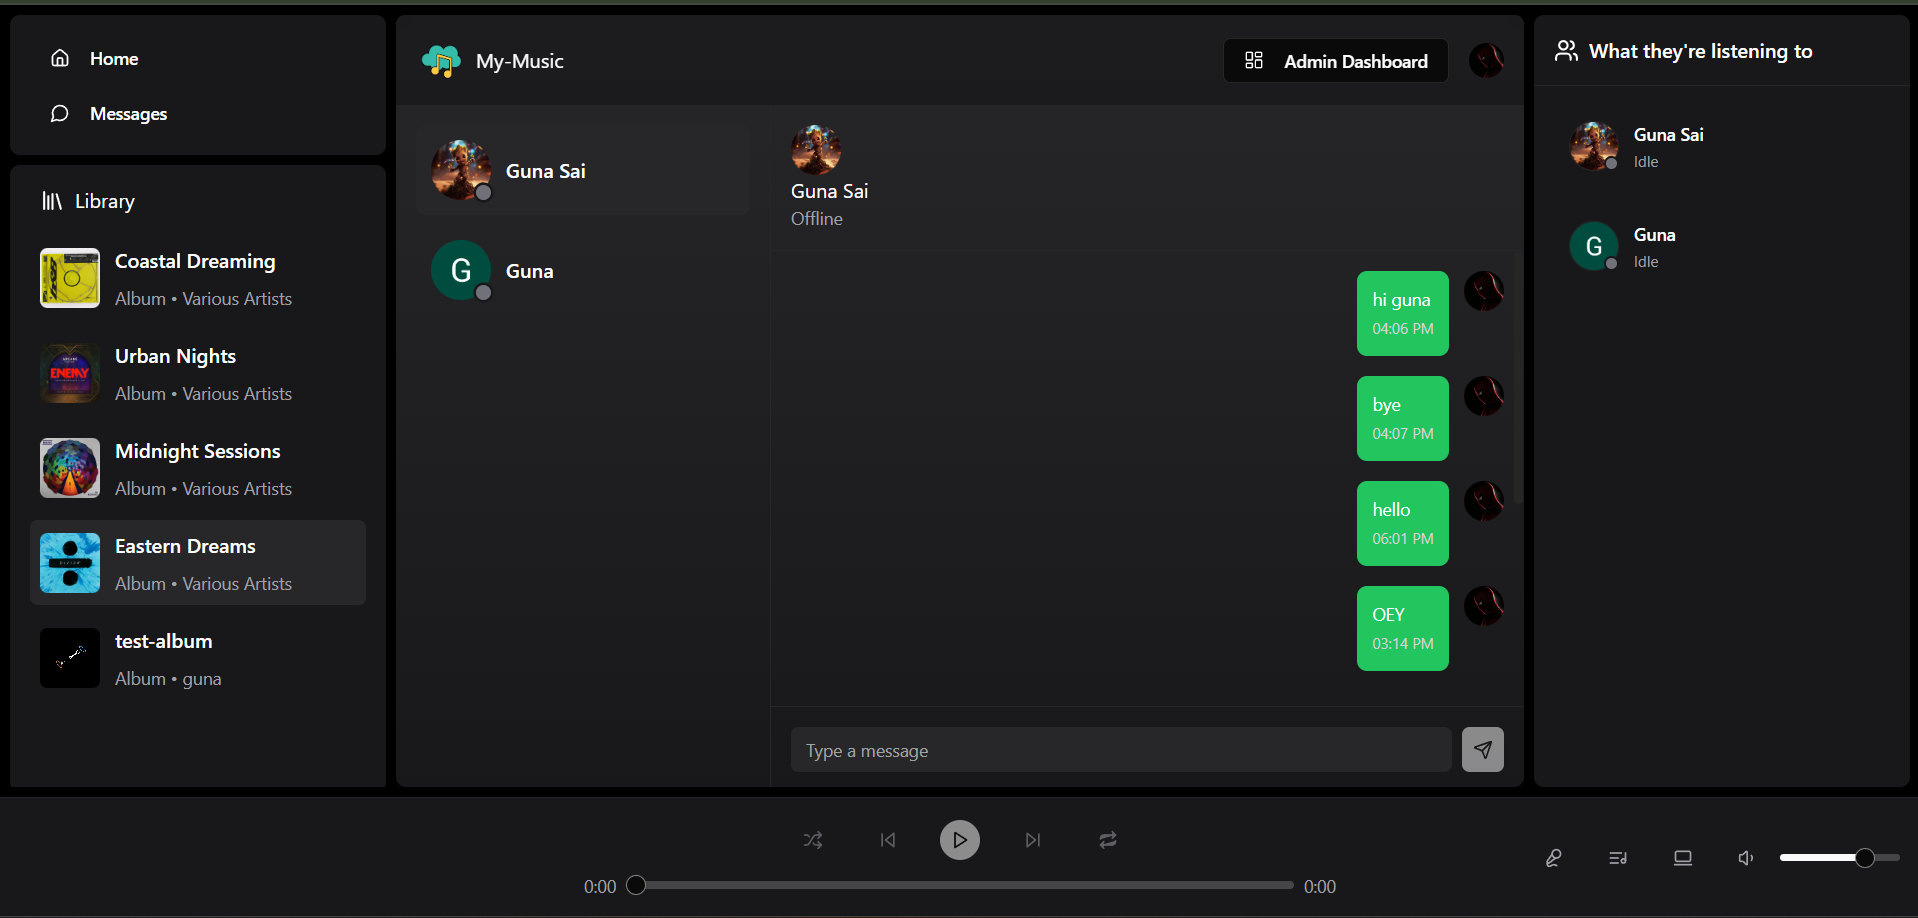 Home
Messages
Library
Coastal Dreaming
Album • Various Artists
Urban Nights
Album • Various Artists
ENEMY
Midnight Sessions
Album • Various Artists
Eastern Dreams
Album • Various Artists
test-album
Album • guna
My-Music
Admin Dashboard
Guna Sai
G
Guna
Guna Sai
Offline
hi guna
04:06 PM
bye
04:07 PM
hello
06:01 PM
OEY
03:14 PM
Type a message
What they're listening to
Guna Sai
Idle
G
Guna
Idle
0:00
0:00